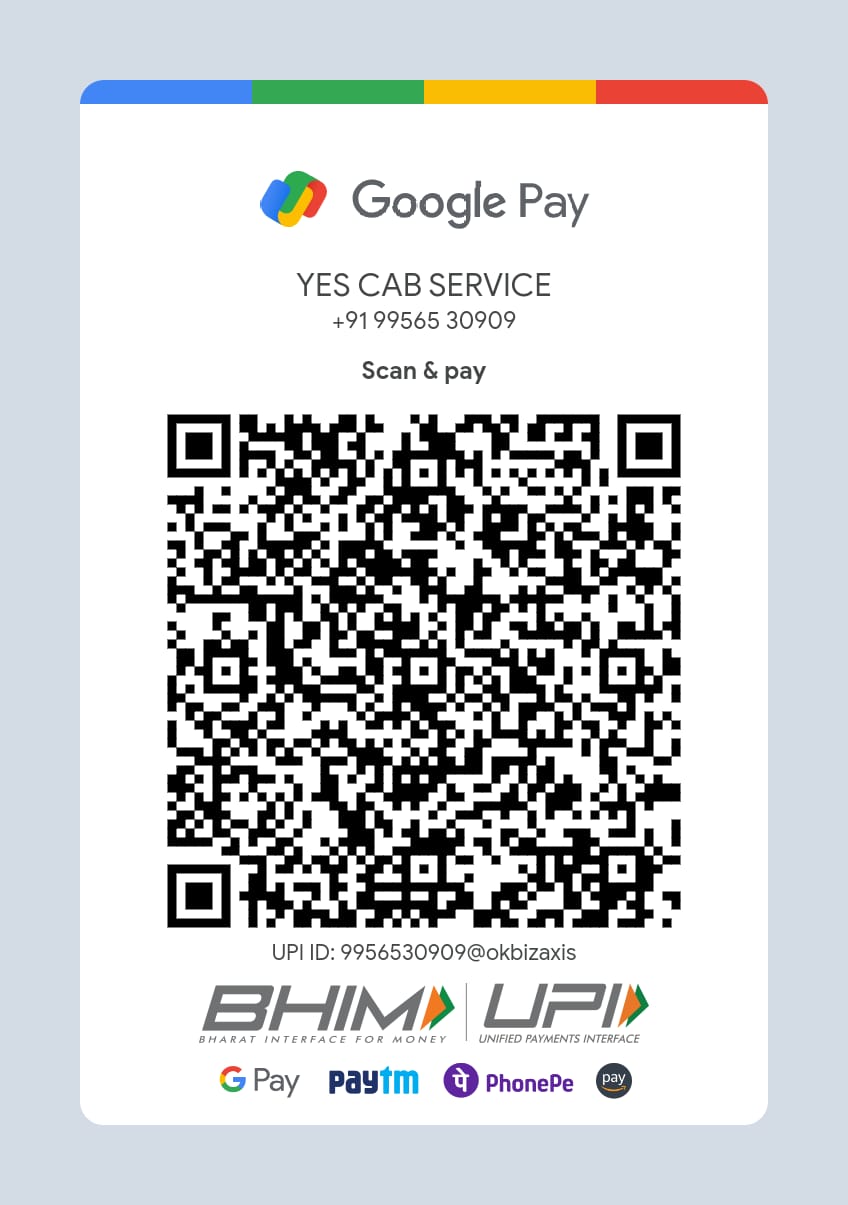 Google Pay
YES CAB SERVICE
+91 99565 30909
Scan & pay
UPI ID: 9956530909@okbizaxis
BHIM UPI
BHARAT INTERFACE FOR MONEY UNIFIED PAYMENTS INTERFACE
G Pay paytm पे PhonePe pay